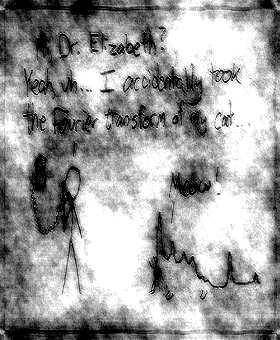 Hi, Dr. Elizabeth?
Yeah, uh... I accidentally took
the Fourier transform of my cat...
Meow!